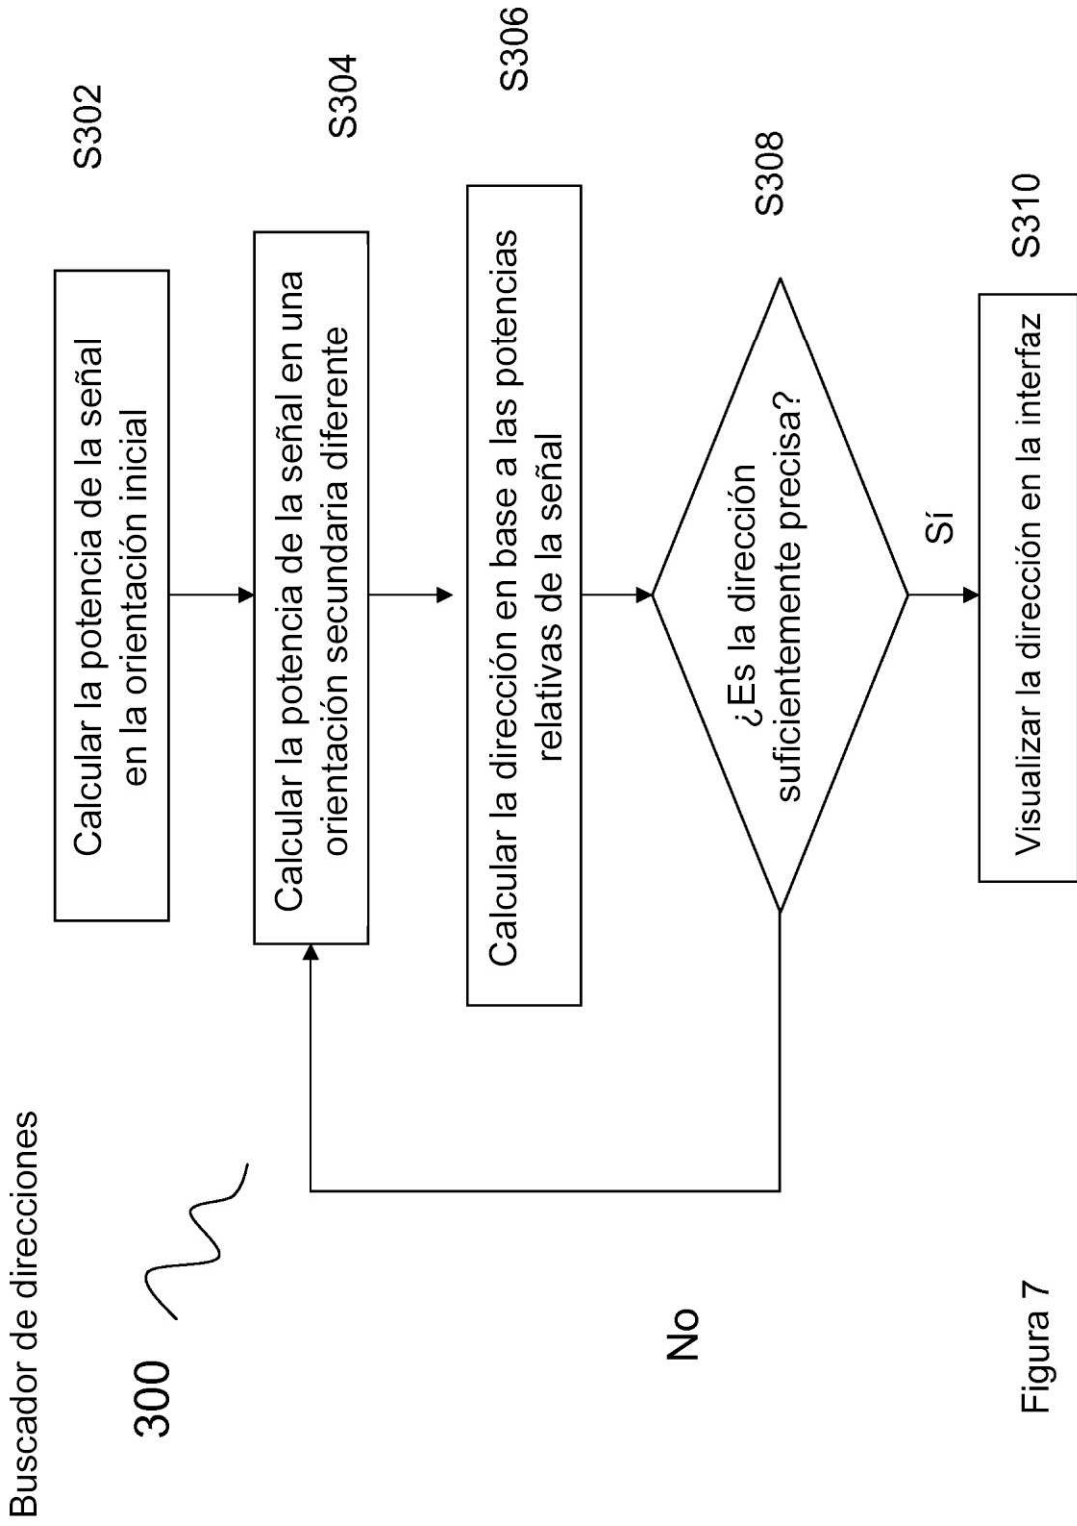 Buscador de direcciones
300
Calcular la potencia de la señal
en la orientación inicial
S302
Calcular la potencia de la señal en una
orientación secundaria diferente
S304
Calcular la dirección en base a las potencias
relativas de la señal
S306
¿Es la dirección
suficientemente precisa?
S308
No
Sí
Visualizar la dirección en la interfaz
S310
Figura 7